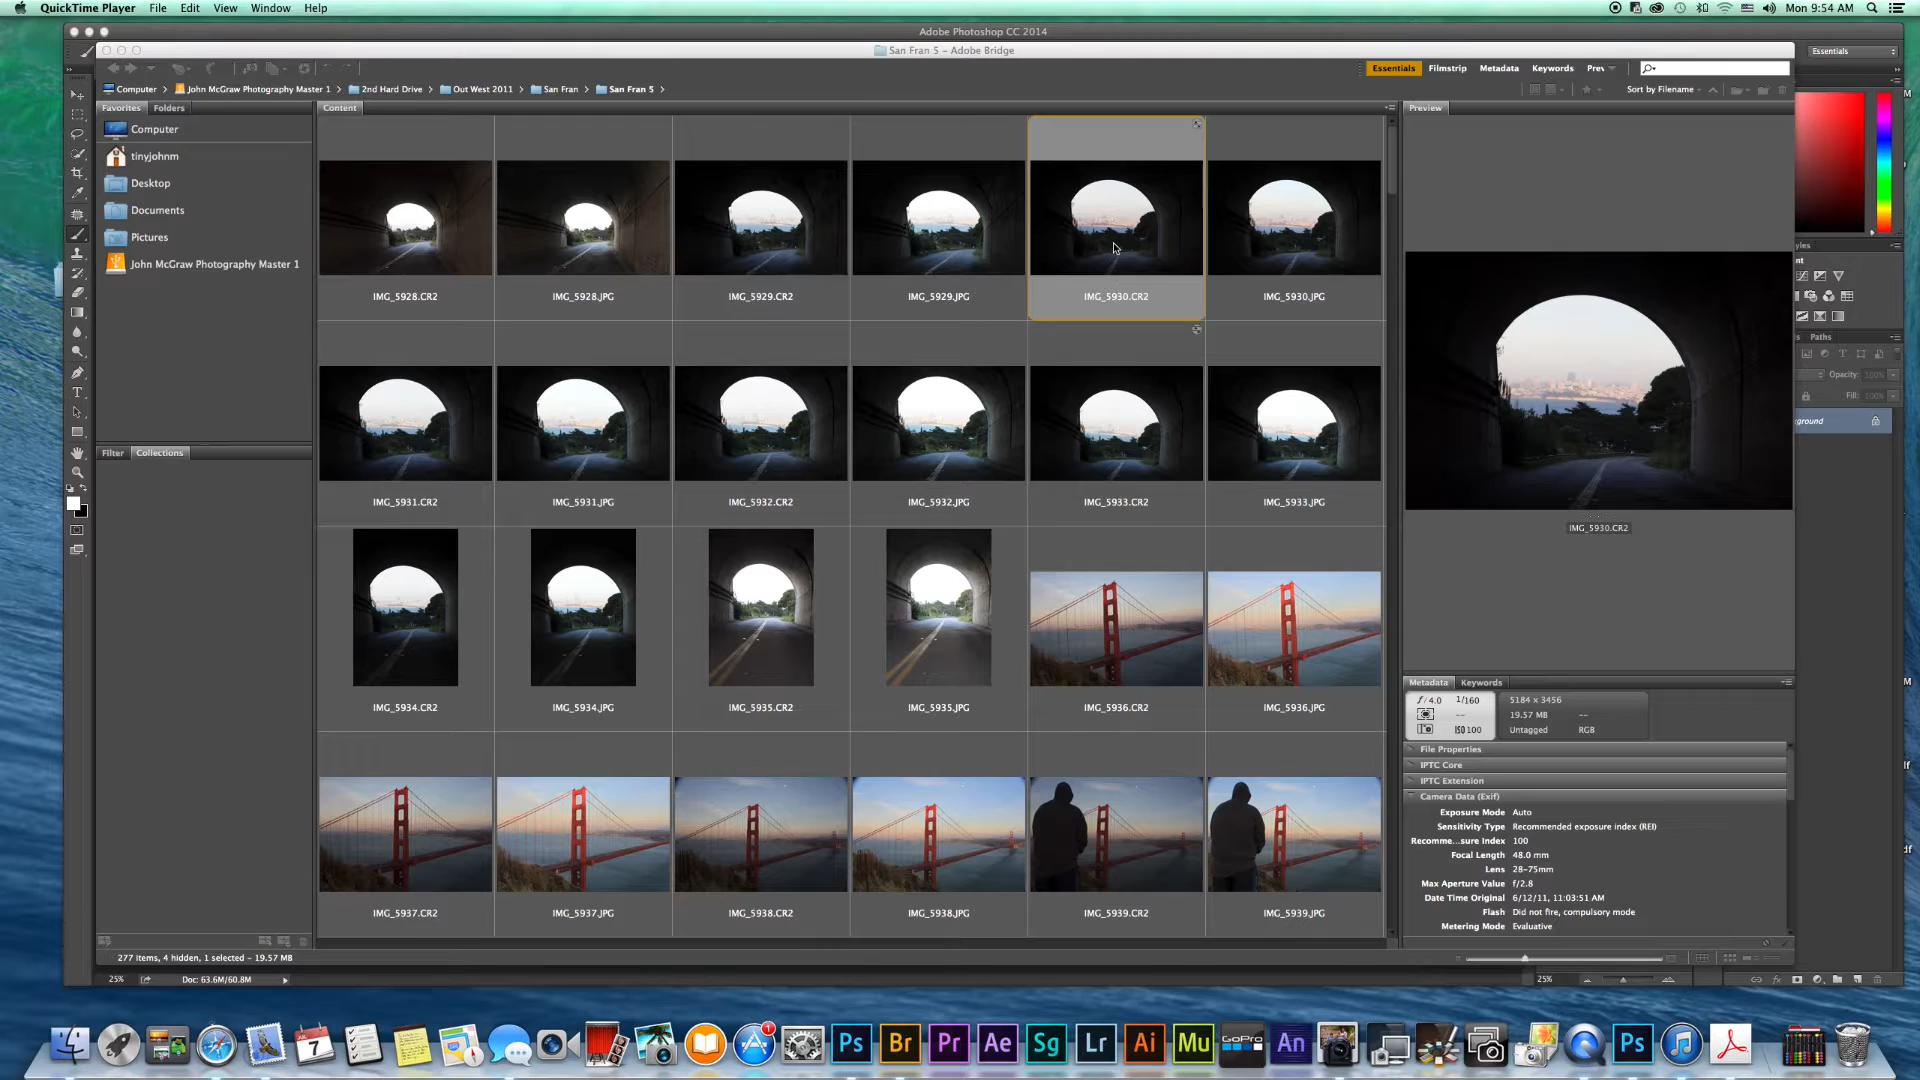 QuickTime Player File Edit View Window Help Mon 9:54 AM
Adobe Photoshop CC 2014
San Fran 5 – Adobe Bridge
Essentials
Essentials Filmstrip Metadata Keywords Prev
Computer John McGraw Photography Master 1 2nd Hard Drive Out West 2011 San Fran San Fran 5
Sort by Filename
Favorites Folders
Content
Preview
Computer
tinyjohnm
Desktop
Documents
Pictures
John McGraw Photography Master 1
Filter Collections
IMG_5928.CR2 IMG_5928.JPG IMG_5929.CR2 IMG_5929.JPG IMG_5930.CR2 IMG_5930.JPG
IMG_5931.CR2 IMG_5931.JPG IMG_5932.CR2 IMG_5932.JPG IMG_5933.CR2 IMG_5933.JPG
IMG_5934.CR2 IMG_5934.JPG IMG_5935.CR2 IMG_5935.JPG IMG_5936.CR2 IMG_5936.JPG
IMG_5937.CR2 IMG_5937.JPG IMG_5938.CR2 IMG_5938.JPG IMG_5939.CR2 IMG_5939.JPG
IMG_5930.CR2
Metadata Keywords
f/4.0 1/160
5184 x 3456
-- 19.57 MB --
ISO100 Untagged RGB
File Properties
IPTC Core
IPTC Extension
Camera Data (Exif)
Exposure Mode Auto
Sensitivity Type Recommended exposure index (REI)
Recomme...sure Index 100
Focal Length 48.0 mm
Lens 28-75mm
Max Aperture Value f/2.8
Date Time Original 6/12/11, 11:03:51 AM
Flash Did not fire, compulsory mode
Metering Mode Evaluative
277 items, 4 hidden, 1 selected – 19.57 MB
25% Doc: 63.6M/60.8M
25%
yles
nt
s Paths
Opacity: 100%
Fill: 100%
ground
JUL
7
1
Ps Br Pr Ae Sg Lr Ai Mu GoPro An Ps